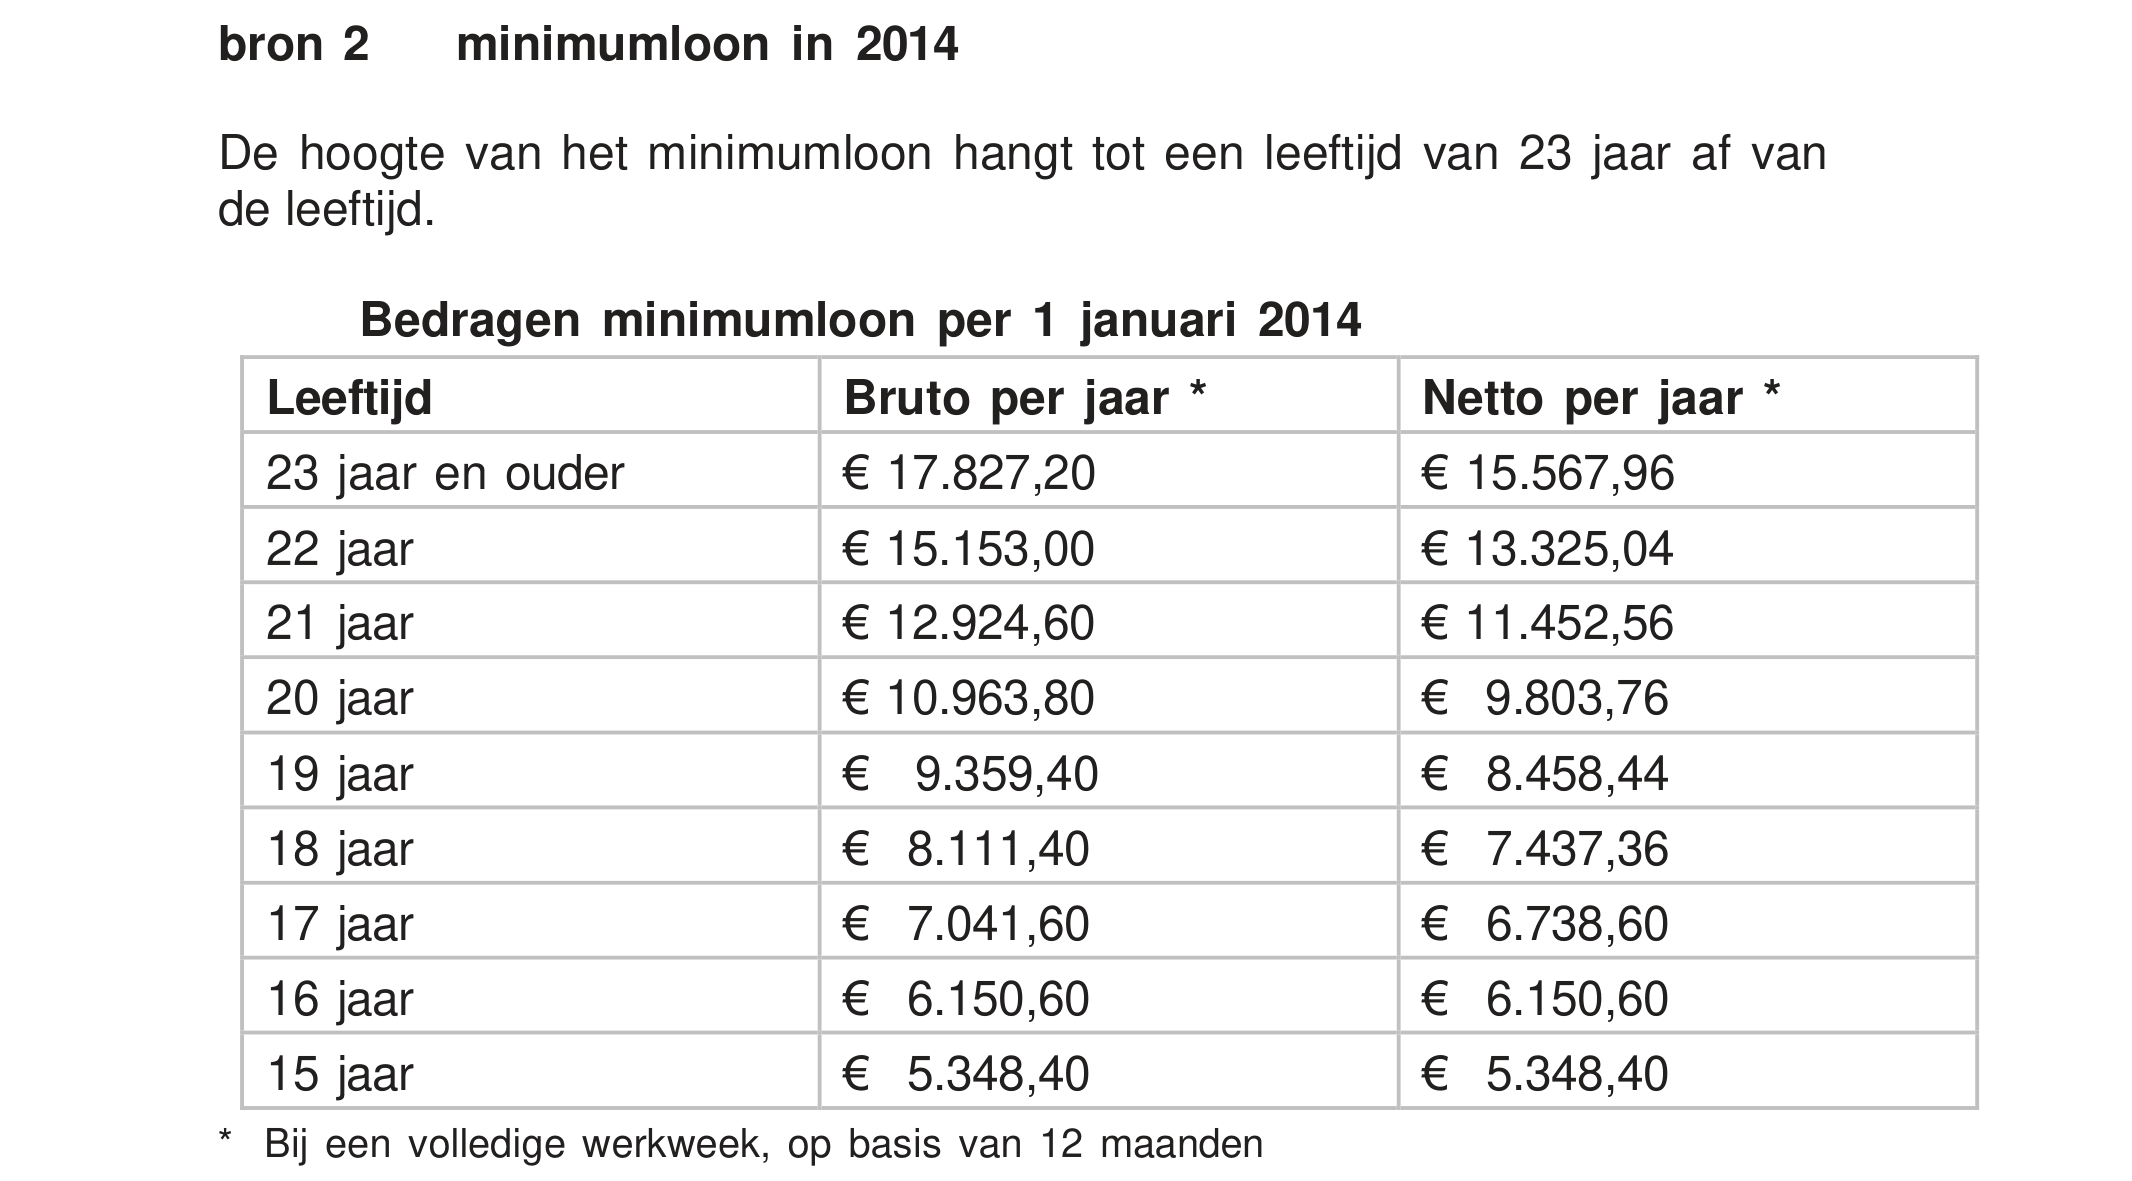 bron 2 minimumloon in 2014
De hoogte van het minimumloon hangt tot een leeftijd van 23 jaar af van
de leeftijd.
Bedragen minimumloon per 1 januari 2014
Leeftijd Bruto per jaar * Netto per jaar *
23 jaar en ouder € 17.827,20 € 15.567,96
22 jaar € 15.153,00 € 13.325,04
21 jaar € 12.924,60 € 11.452,56
20 jaar € 10.963,80 € 9.803,76
19 jaar € 9.359,40 € 8.458,44
18 jaar € 8.111,40 € 7.437,36
17 jaar € 7.041,60 € 6.738,60
16 jaar € 6.150,60 € 6.150,60
15 jaar € 5.348,40 € 5.348,40
* Bij een volledige werkweek, op basis van 12 maanden